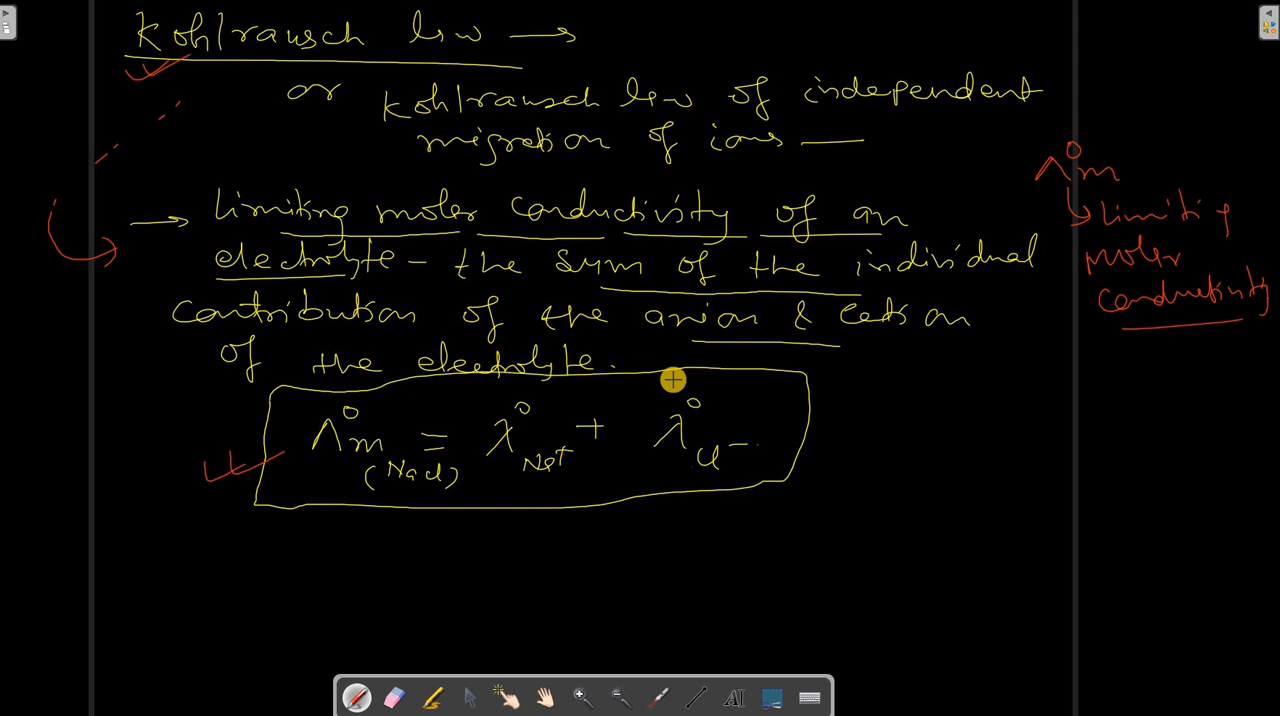 Kohlrausch law →
or Kohlrausch law of independent
migration of ions —
→ Limiting molar conductivity of an
electrolyte - the sum of the individual
contribution of the anion & cation
of the electrolyte.
Λ°m (NaCl) = λ°Na+ + λ°Cl-
Λ°m
limiting
molar
conductivity
AI